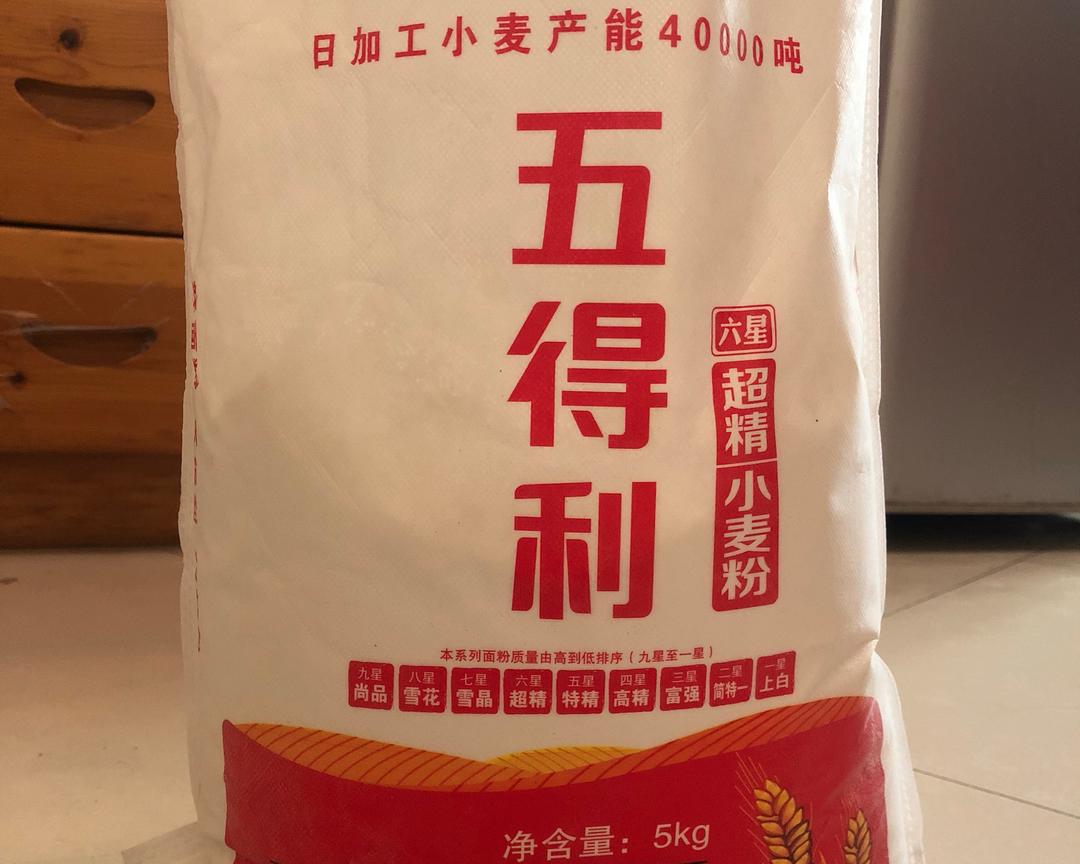 日加工小麦产能40000吨
五得利
六星
超精小麦粉
本系列面粉质量由高到低排序（九星至一星）
九星 八星 七星 六星 五星 四星 三星 二星 一星
尚品 雪花 雪晶 超精 特精 高精 富强 简特一 上白
净含量：5kg